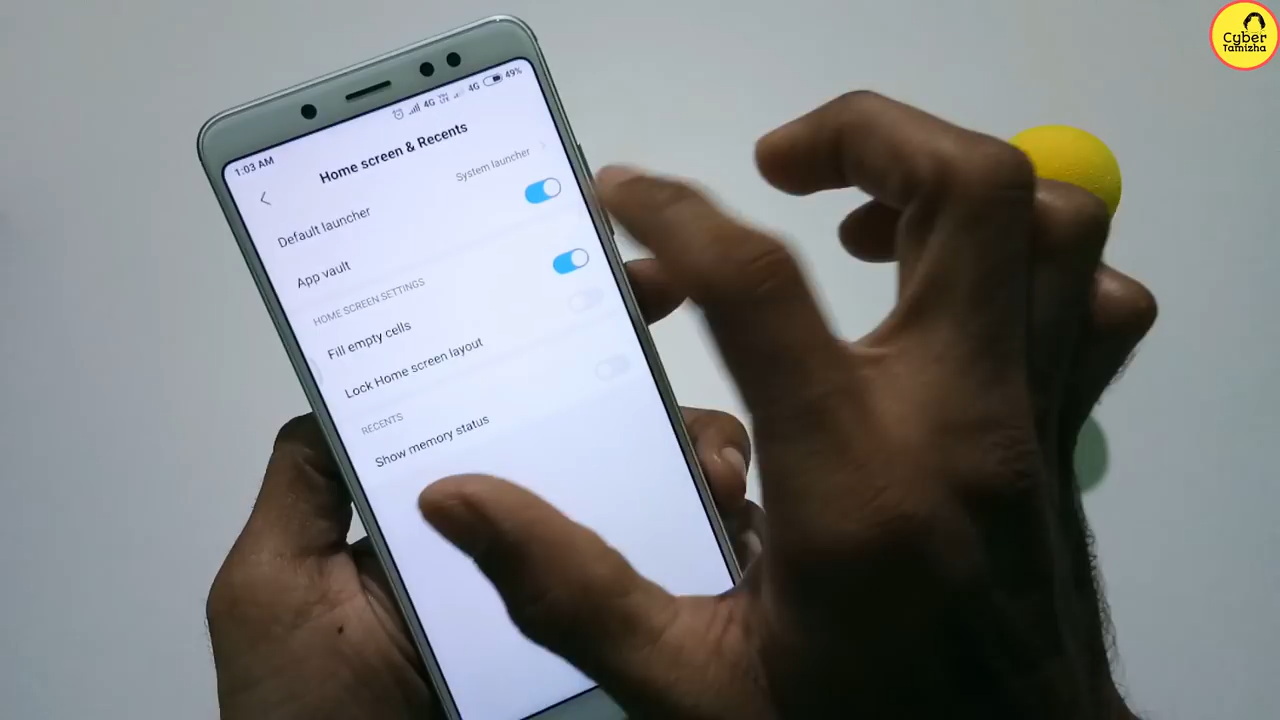 Cyber
Tamizha
1:03 AM
4G
4G
49%
Home screen & Recents
Default launcher
System launcher
App vault
HOME SCREEN SETTINGS
Fill empty cells
Lock Home screen layout
RECENTS
Show memory status